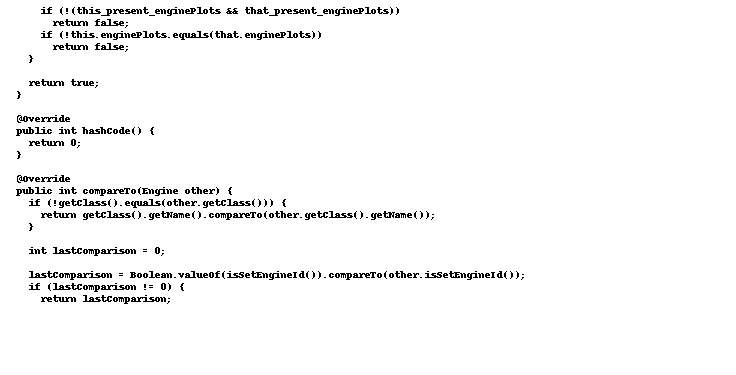 if (!(this_present_enginePlots && that_present_enginePlots))
return false;
if (!this.enginePlots.equals(that.enginePlots))
return false;
}
return true;
}
@Override
public int hashCode() {
return 0;
}
@Override
public int compareTo(Engine other) {
if (!getClass().equals(other.getClass())) {
return getClass().getName().compareTo(other.getClass().getName());
}
int lastComparison = 0;
lastComparison = Boolean.valueOf(isSetEngineId()).compareTo(other.isSetEngineId());
if (lastComparison != 0) {
return lastComparison;